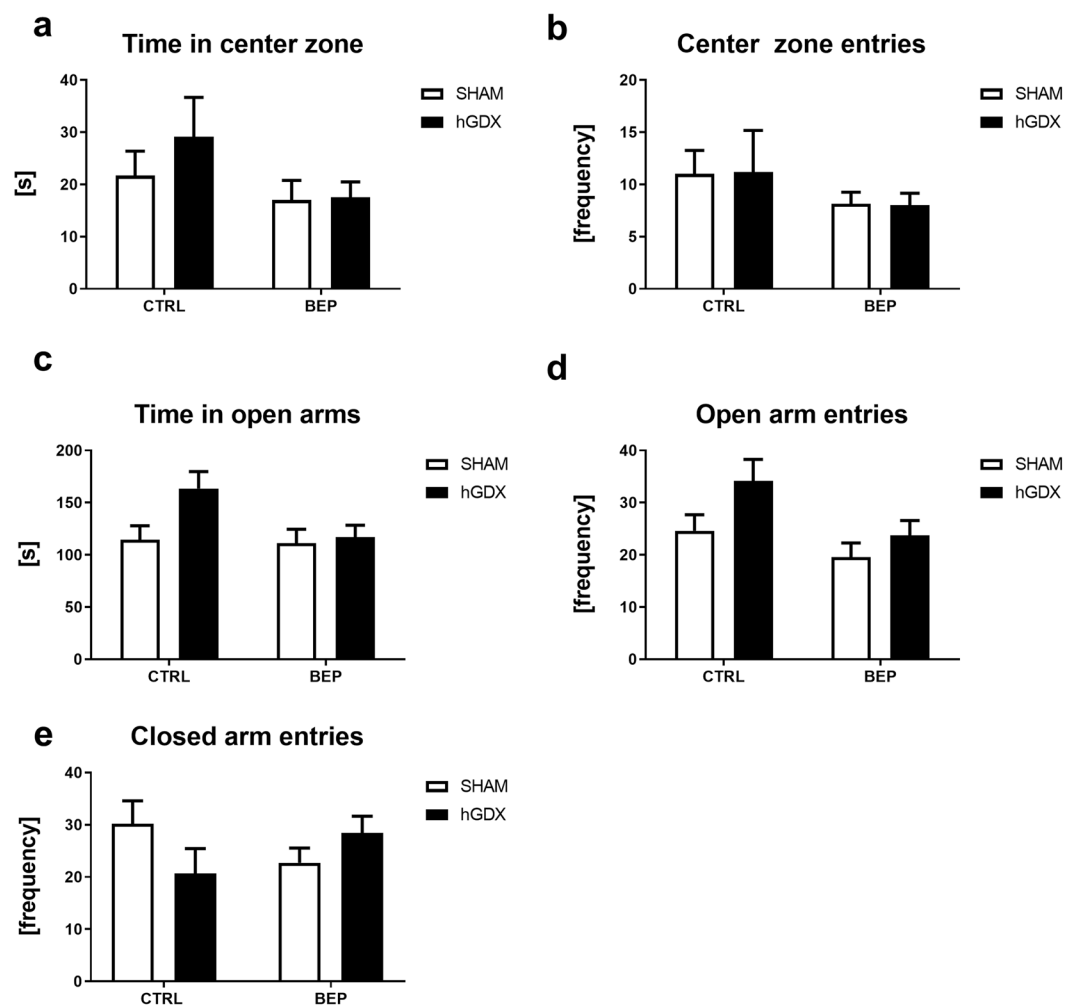 a
Time in center zone
40
30
20
10
0
[s]
CTRL
BEP
SHAM
hGDX
b
Center zone entries
20
15
10
5
0
[frequency]
CTRL
BEP
SHAM
hGDX
c
Time in open arms
200
150
100
50
0
[s]
CTRL
BEP
SHAM
hGDX
d
Open arm entries
40
30
20
10
0
[frequency]
CTRL
BEP
SHAM
hGDX
e
Closed arm entries
40
30
20
10
0
[frequency]
CTRL
BEP
SHAM
hGDX